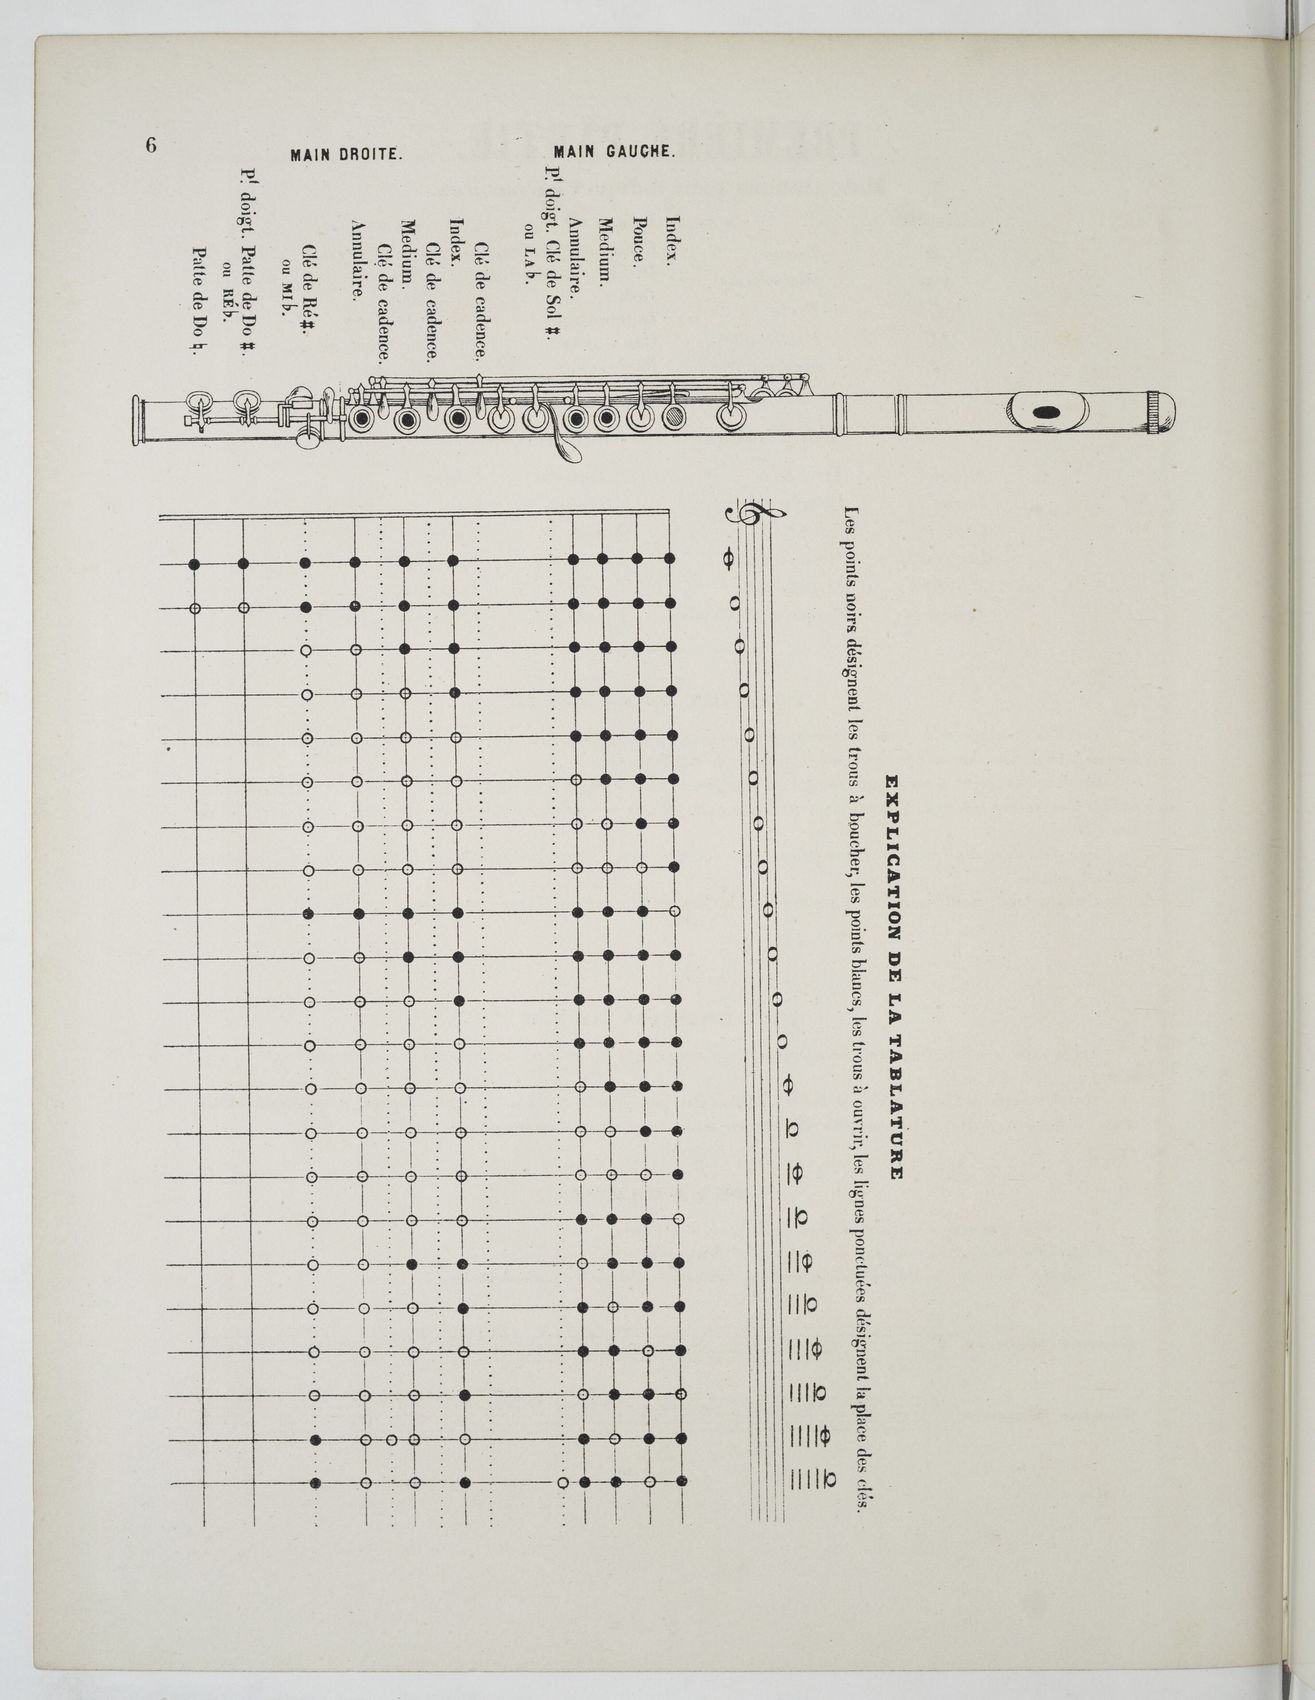 6
MAIN DROITE.
MAIN GAUCHE.
EXPLICATION DE LA TABLATURE
Les points noirs désignent les trous à boucher, les points blancs, les trous à ouvrir, les lignes ponctuées désignent la place des clés.
Index.
Pouce.
Medium.
Annulaire.
Pt doigt. Clé de Sol ♯.
ou LA♭.
Clé de cadence.
Index.
Clé de cadence.
Medium.
Clé de cadence.
Annulaire.
Clé de Ré♯.
ou MI♭.
Pt doigt. Patte de Do ♯.
ou RÉ♭.
Patte de Do ♮.